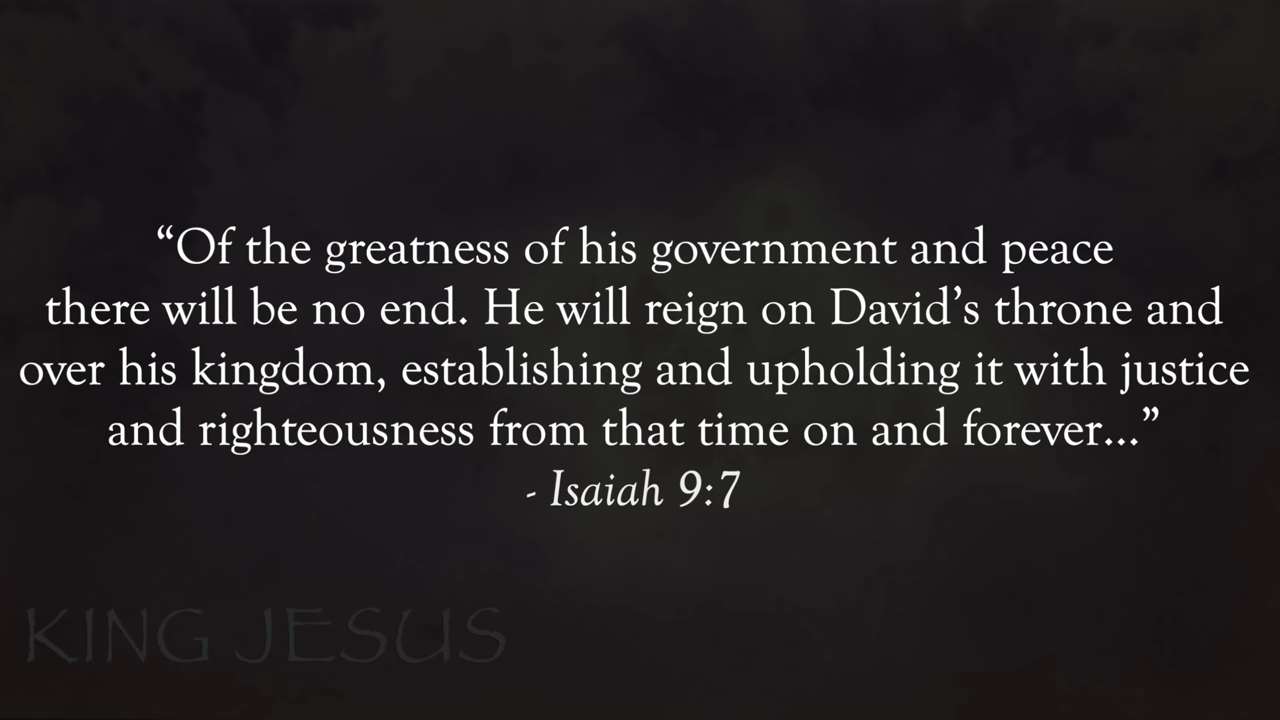 “Of the greatness of his government and peace
there will be no end. He will reign on David’s throne and
over his kingdom, establishing and upholding it with justice
and righteousness from that time on and forever...”
- Isaiah 9:7
KING JESUS